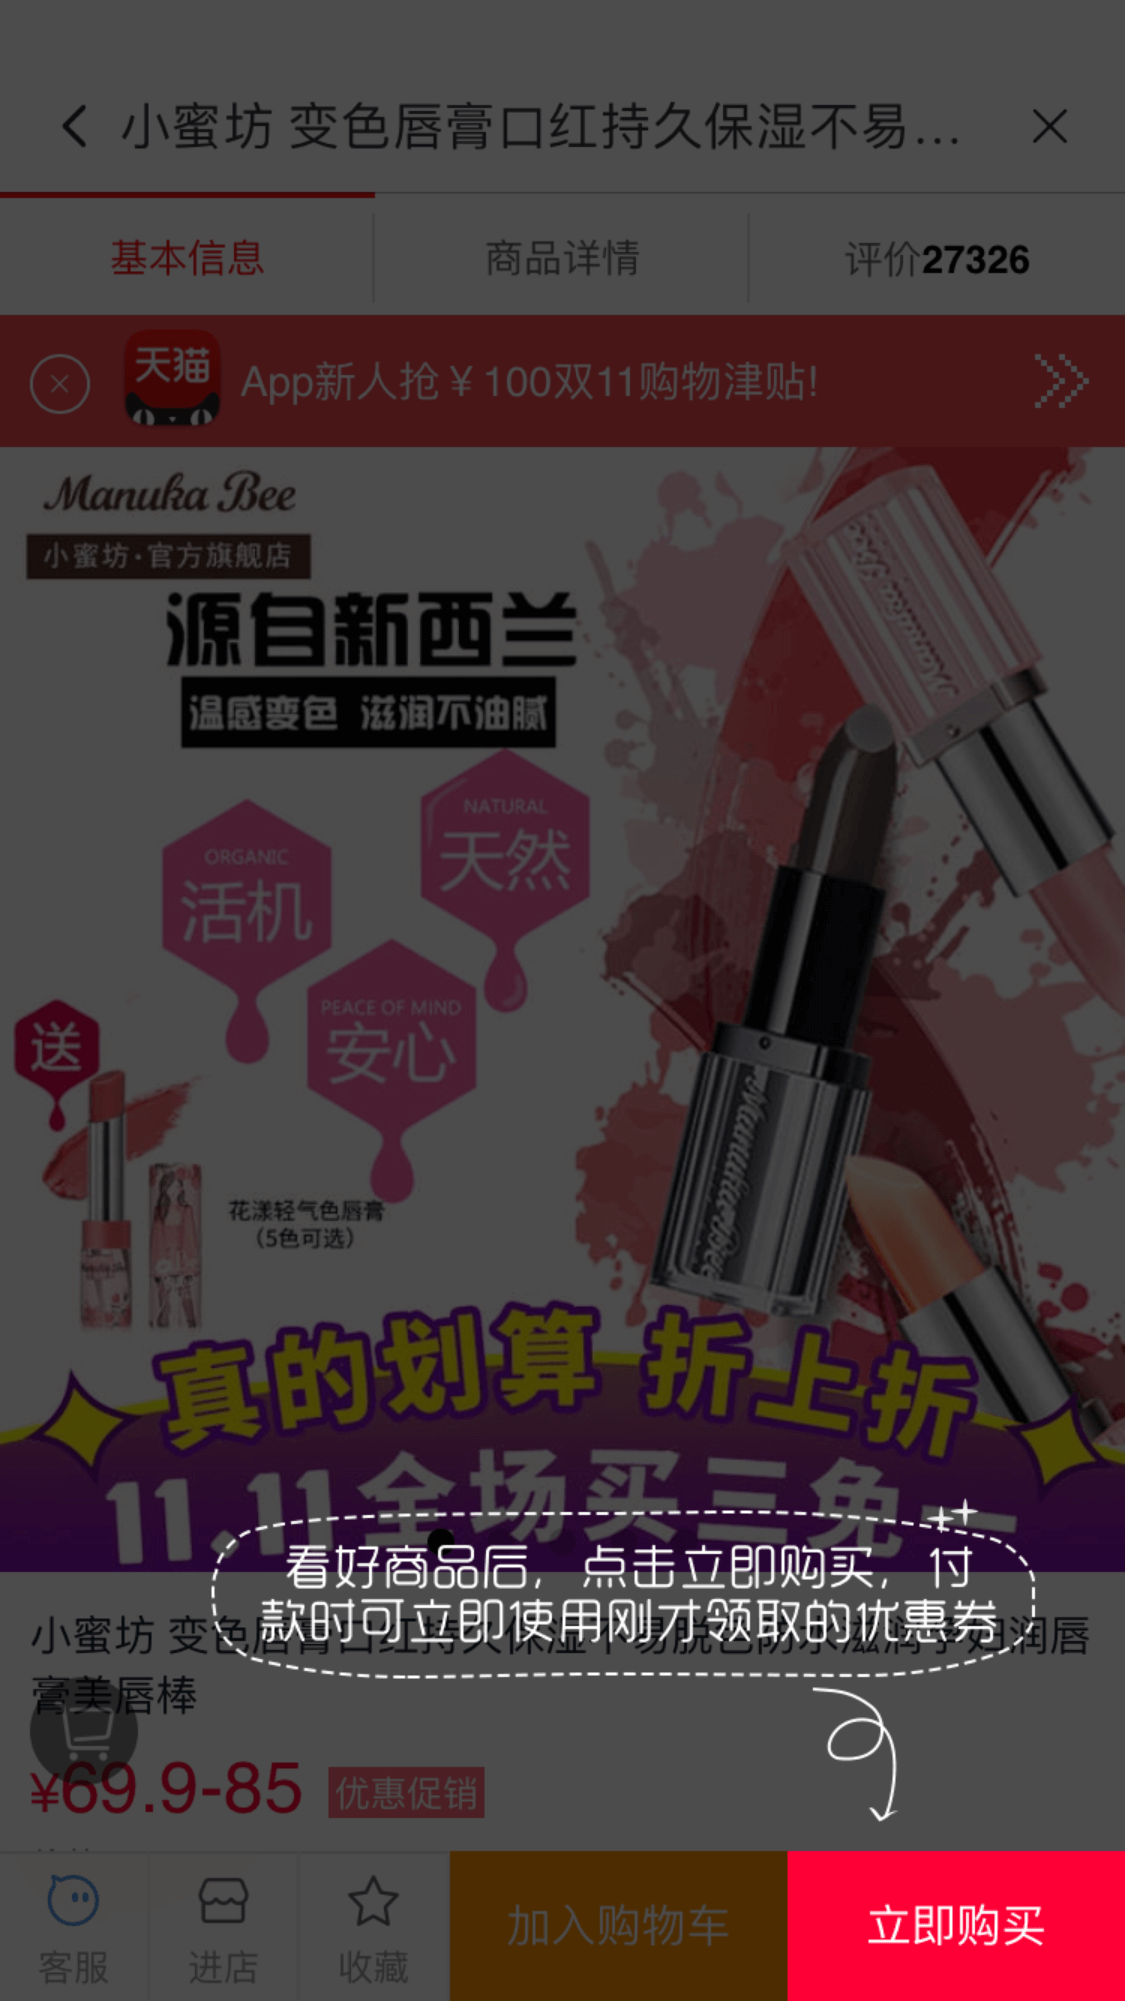 小蜜坊 变色唇膏口红持久保湿不易...
基本信息
商品详情
评价27326
天猫
App新人抢￥100双11购物津贴!
Manuka Bee
小蜜坊·官方旗舰店
源自新西兰
温感变色 滋润不油腻
NATURAL
天然
ORGANIC
活机
PEACE OF MIND
安心
送
Manuka Bee
Manuka Bee
花漾轻气色唇膏
（5色可选）
真的划算 折上折
11.11全场买三免一
看好商品后，点击立即购买，付
款时可立即使用刚才领取的优惠券
小蜜坊 变色唇膏口红持久保湿不易脱色防水滋润孕妇润唇
膏美唇棒
¥69.9-85
优惠促销
客服
进店
收藏
加入购物车
立即购买